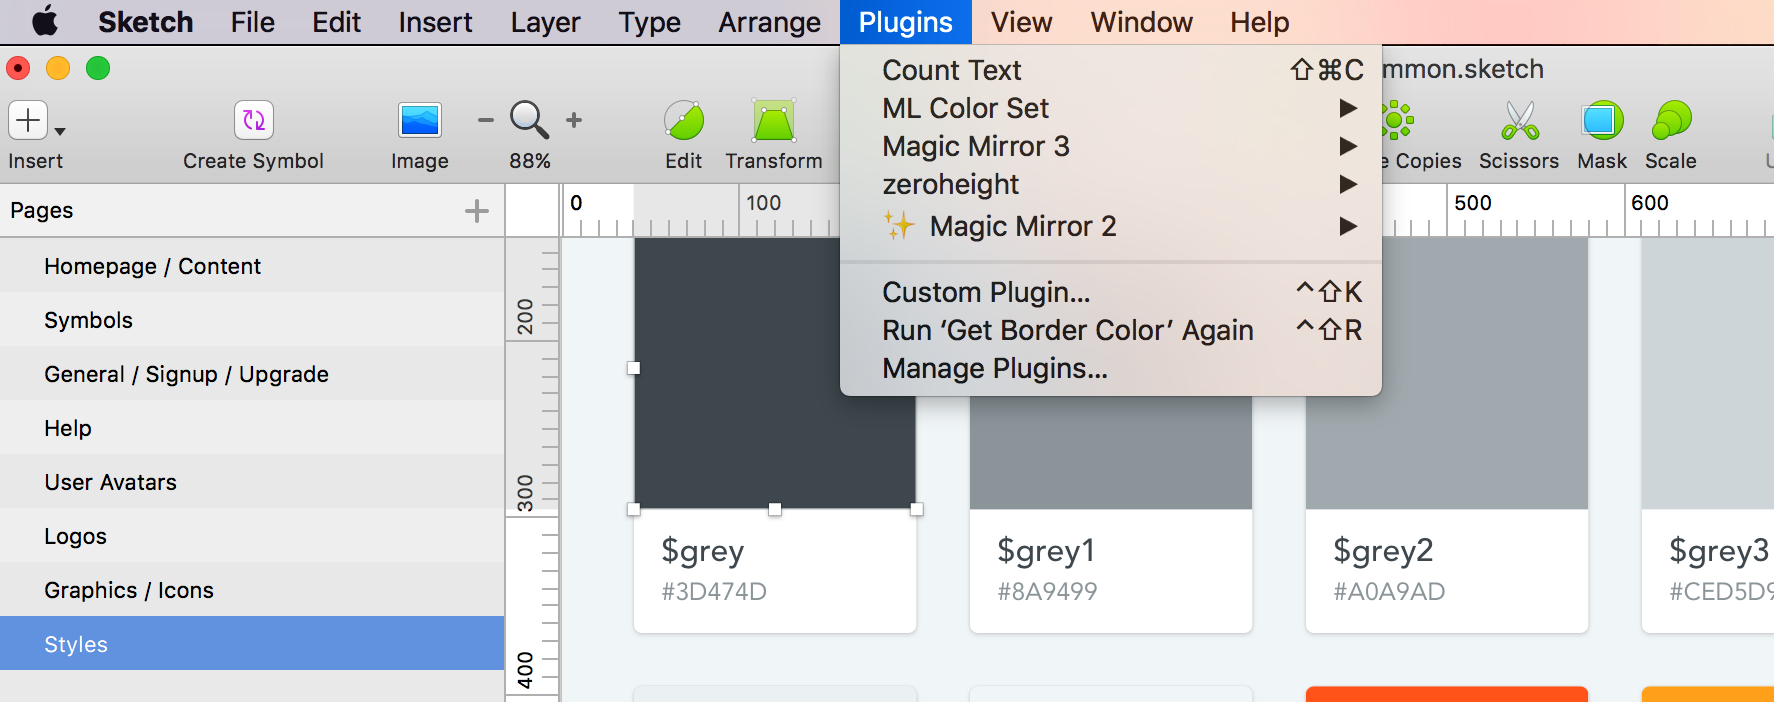 Sketch File Edit Insert Layer Type Arrange Plugins View Window Help
mmon.sketch
Count Text ⇧⌘C
ML Color Set ▶
Magic Mirror 3 ▶
zeroheight ▶
✨ Magic Mirror 2 ▶
Custom Plugin... ^⇧K
Run ‘Get Border Color’ Again ^⇧R
Manage Plugins...
Insert Create Symbol Image 88% Edit Transform e Copies Scissors Mask Scale
Pages
0 100 500 600
200
300
400
Homepage / Content
Symbols
General / Signup / Upgrade
Help
User Avatars
Logos
Graphics / Icons
Styles
$grey
#3D474D
$grey1
#8A9499
$grey2
#A0A9AD
$grey3
#CED5D9